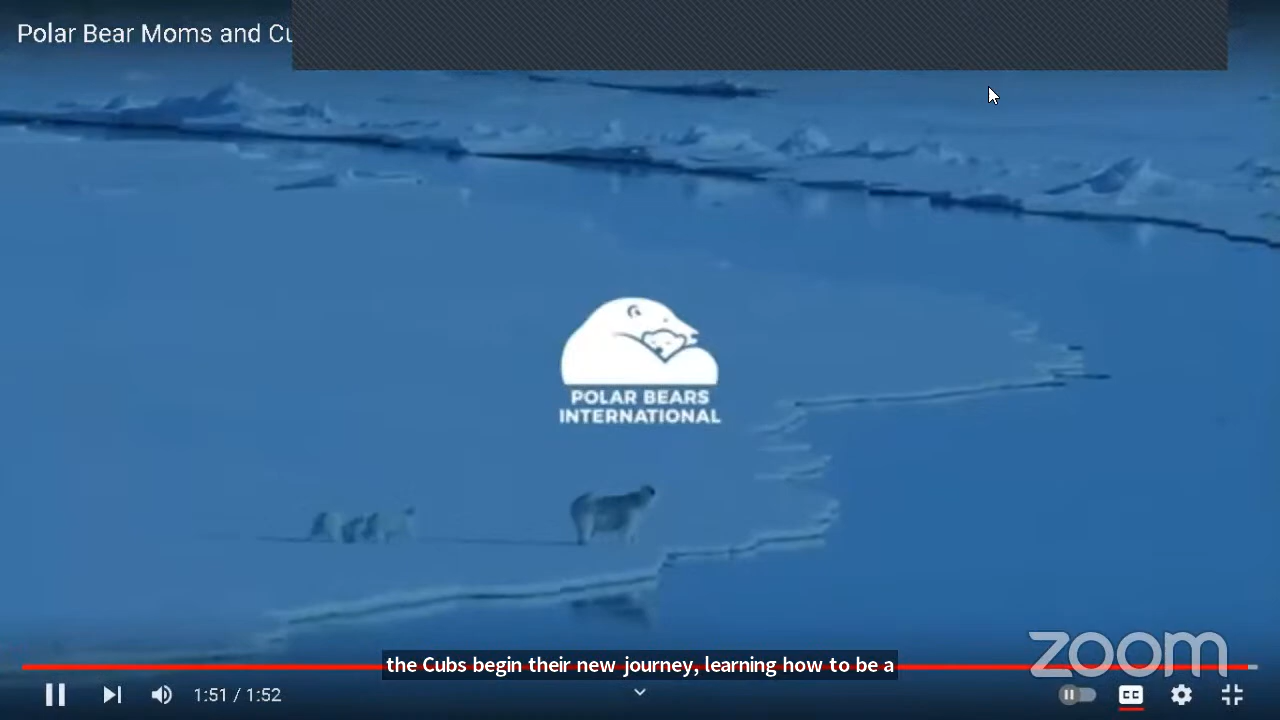 Polar Bear Moms and Cu
POLAR BEARS
INTERNATIONAL
the Cubs begin their new journey, learning how to be a
zoom
1:51 / 1:52
CC